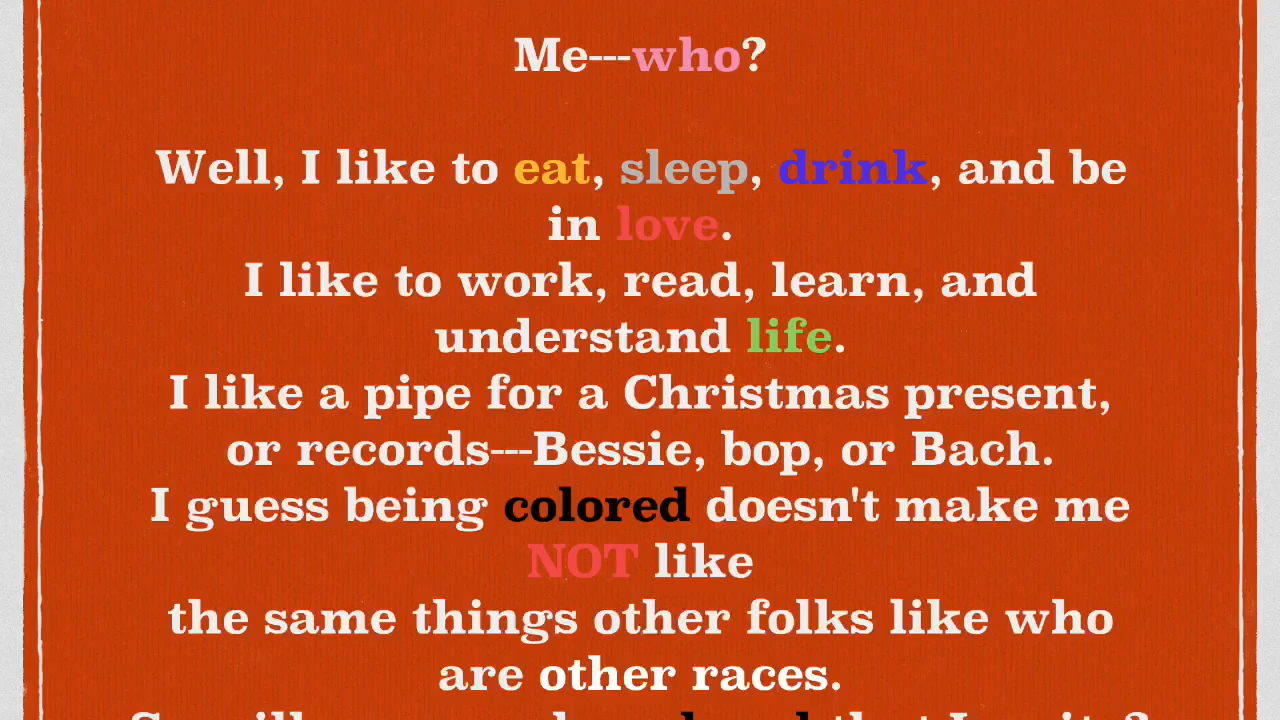 Me---who?
Well, I like to eat, sleep, drink, and be
in love.
I like to work, read, learn, and
understand life.
I like a pipe for a Christmas present,
or records---Bessie, bop, or Bach.
I guess being colored doesn't make me
NOT like
the same things other folks like who
are other races.